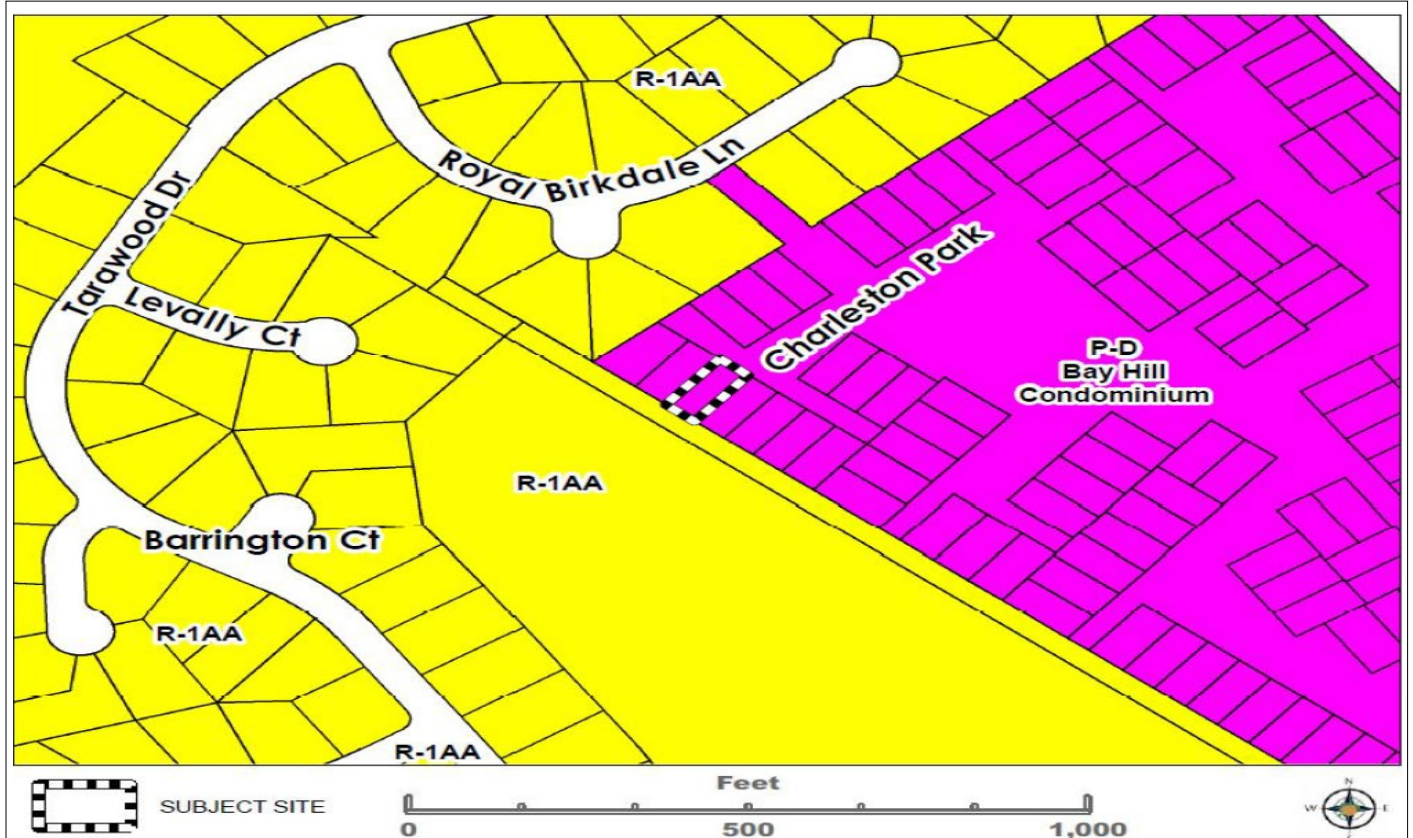 R-1AA
Royal Birkdale Ln
Tarawood Dr
Levally Ct
Charleston Park
P-D
Bay Hill
Condominium
R-1AA
Barrington Ct
R-1AA
R-1AA
SUBJECT SITE
Feet
0 500 1,000
N
W E
S